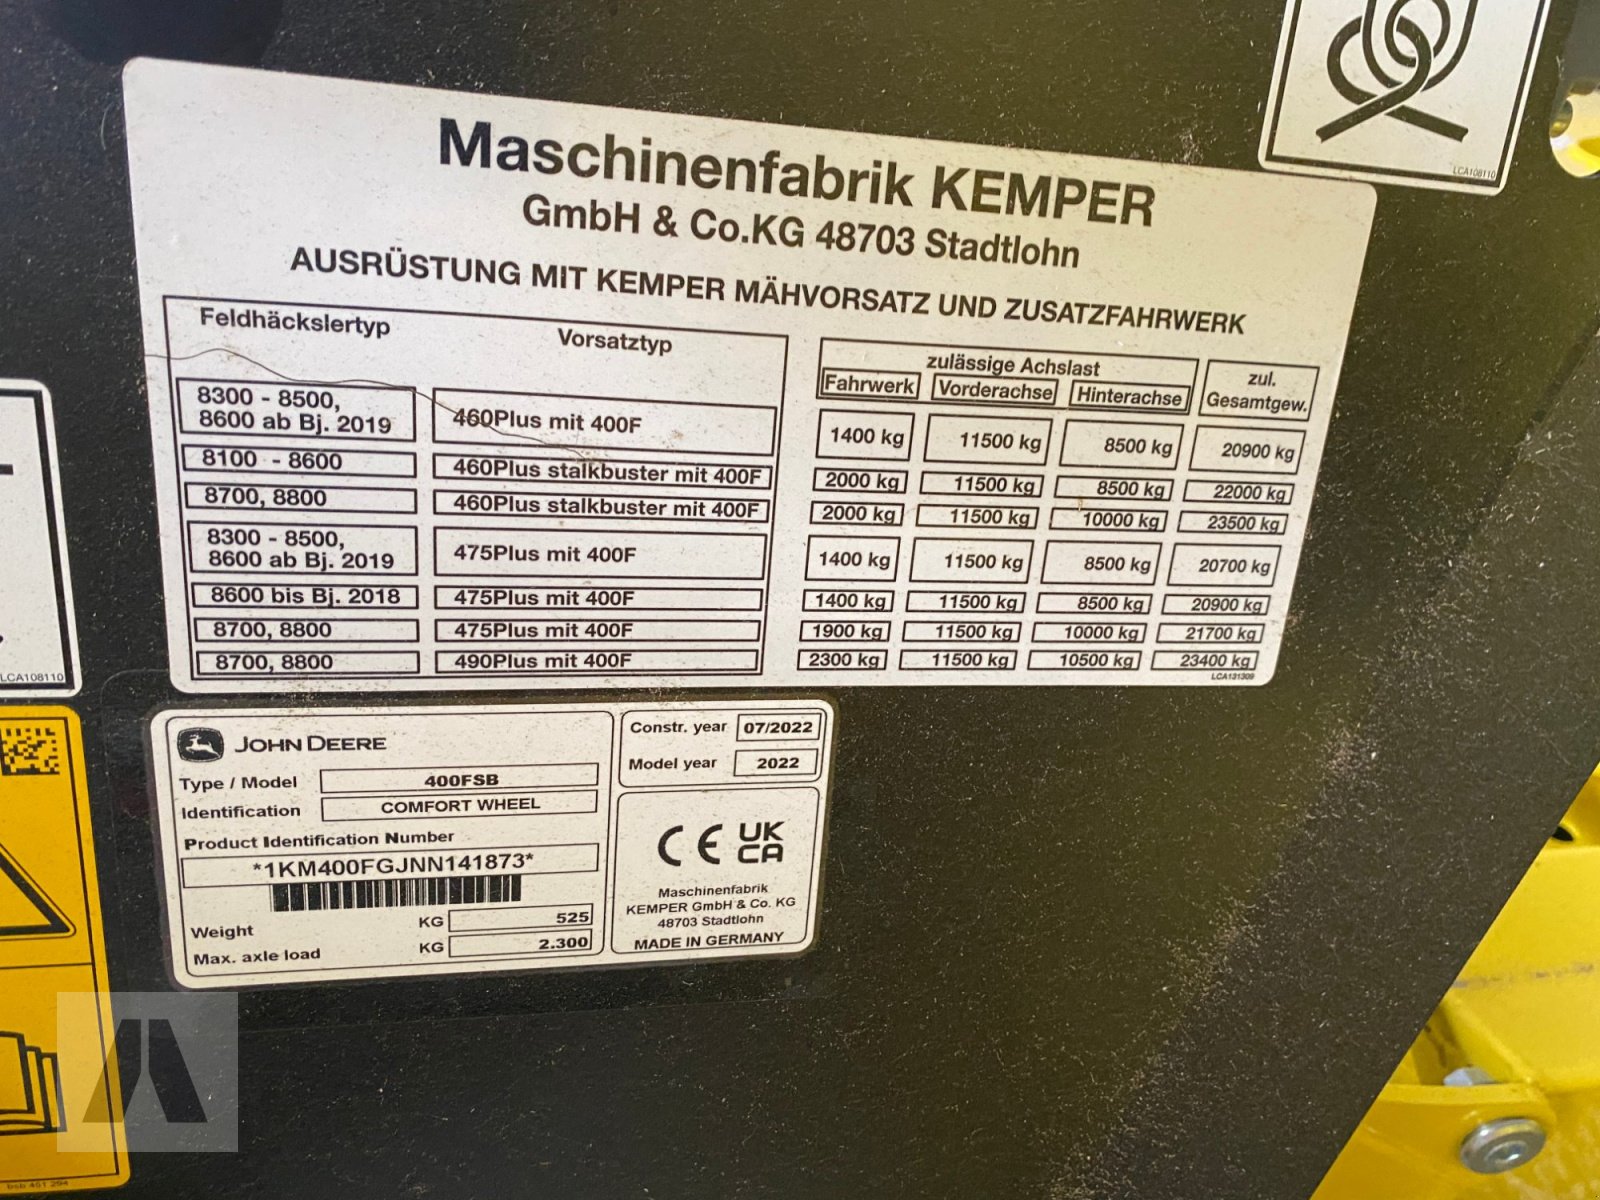 LCA108110
Maschinenfabrik KEMPER
GmbH & Co.KG 48703 Stadtlohn
AUSRÜSTUNG MIT KEMPER MÄHVORSATZ UND ZUSATZFAHRWERK
Feldhäckslertyp Vorsatztyp zulässige Achslast zul. Gesamtgew.
Fahrwerk Vorderachse Hinterachse
8300 - 8500, 8600 ab Bj. 2019 460Plus mit 400F 1400 kg 11500 kg 8500 kg 20900 kg
8100 - 8600 460Plus stalkbuster mit 400F 2000 kg 11500 kg 8500 kg 22000 kg
8700, 8800 460Plus stalkbuster mit 400F 2000 kg 11500 kg 10000 kg 23500 kg
8300 - 8500, 8600 ab Bj. 2019 475Plus mit 400F 1400 kg 11500 kg 8500 kg 20700 kg
8600 bis Bj. 2018 475Plus mit 400F 1400 kg 11500 kg 8500 kg 20900 kg
8700, 8800 475Plus mit 400F 1900 kg 11500 kg 10000 kg 21700 kg
8700, 8800 490Plus mit 400F 2300 kg 11500 kg 10500 kg 23400 kg
LCA131309
LCA108110
JOHN DEERE
Type / Model 400FSB
Identification COMFORT WHEEL
Product Identification Number
*1KM400FGJNN141873*
Weight KG 525
Max. axle load KG 2.300
Constr. year 07/2022
Model year 2022
CE UK CA
Maschinenfabrik
KEMPER GmbH & Co. KG
48703 Stadtlohn
MADE IN GERMANY
bsb 451 294